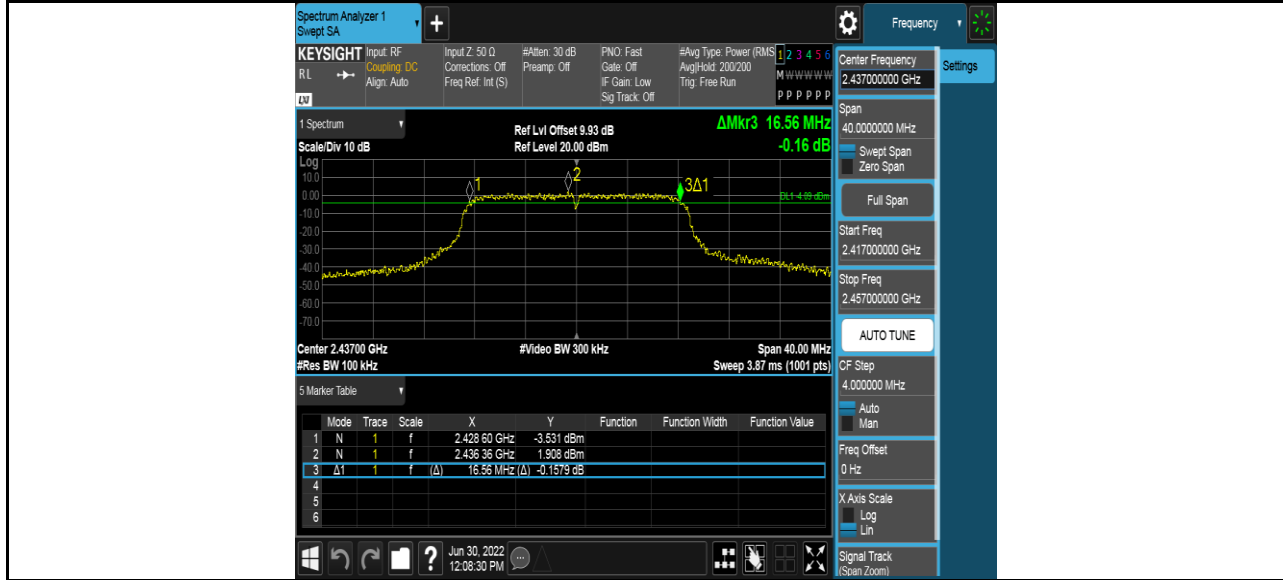 Spectrum Analyzer 1
Swept SA
+
Frequency
KEYSIGHT
RL
LXI
Input: RF
Coupling: DC
Align: Auto
Input Z: 50 Ω
Corrections: Off
Freq Ref: Int (S)
#Atten: 30 dB
Preamp: Off
PNO: Fast
Gate: Off
IF Gain: Low
Sig Track: Off
#Avg Type: Power (RMS
Avg|Hold: 200/200
Trig: Free Run
1 2 3 4 5 6
M W W W W W
P P P P P P
1 Spectrum
Scale/Div 10 dB
Ref Lvl Offset 9.93 dB
Ref Level 20.00 dBm
ΔMkr3 16.56 MHz
-0.16 dB
Log
10.0
0.00
-10.0
-20.0
-30.0
-40.0
-50.0
-60.0
-70.0
1
2
3Δ1
DL1 -4.09 dBm
Center 2.43700 GHz
#Video BW 300 kHz
Span 40.00 MHz
#Res BW 100 kHz
Sweep 3.87 ms (1001 pts)
5 Marker Table
Mode Trace Scale X Y Function Function Width Function Value
1 N 1 f 2.428 60 GHz -3.531 dBm
2 N 1 f 2.436 36 GHz 1.908 dBm
3 Δ1 1 f (Δ) 16.56 MHz (Δ) -0.1579 dB
4
5
6
?
Jun 30, 2022
12:08:30 PM
Center Frequency
2.437000000 GHz
Settings
Span
40.0000000 MHz
Swept Span
Zero Span
Full Span
Start Freq
2.417000000 GHz
Stop Freq
2.457000000 GHz
AUTO TUNE
CF Step
4.000000 MHz
Auto
Man
Freq Offset
0 Hz
X Axis Scale
Log
Lin
Signal Track
(Span Zoom)